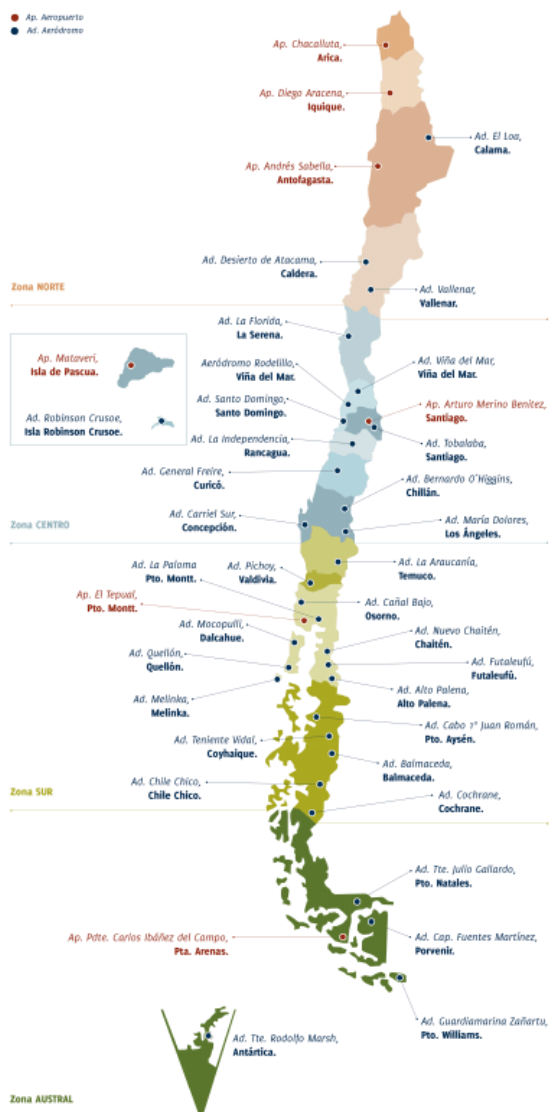 Ap. Aeropuerto
Ad. Aeródromo
Ap. Chacalluta,
Arica.
Ap. Diego Aracena,
Iquique.
Ad. El Loa,
Calama.
Ap. Andrés Sabella,
Antofagasta.
Ad. Desierto de Atacama,
Caldera.
Zona NORTE
Ad. Vallenar,
Vallenar.
Ad. La Florida,
La Serena.
Ap. Mataveri,
Isla de Pascua.
Ad. Robinson Crusoe,
Isla Robinson Crusoe.
Aeródromo Rodelillo,
Viña del Mar.
Ad. Viña del Mar,
Viña del Mar.
Ad. Santo Domingo,
Santo Domingo.
Ap. Arturo Merino Benitez,
Santiago.
Ad. La Independencia,
Rancagua.
Ad. Tobalaba,
Santiago.
Ad. General Freire,
Curicó.
Ad. Bernardo O´Higgins,
Chillán.
Ad. Carriel Sur,
Concepción.
Ad. María Dolores,
Los Ángeles.
Zona CENTRO
Ad. La Paloma
Pto. Montt.
Ad. Pichoy,
Valdivia.
Ad. La Araucanía,
Temuco.
Ap. El Tepual,
Pto. Montt.
Ad. Cañal Bajo,
Osorno.
Ad. Mocopulli,
Dalcahue.
Ad. Nuevo Chaitén,
Chaitén.
Ad. Quellón,
Quellón.
Ad. Futaleufú,
Futaleufú.
Ad. Melinka,
Melinka.
Ad. Alto Palena,
Alto Palena.
Ad. Cabo 1º Juan Román,
Pto. Aysén.
Ad. Teniente Vidal,
Coyhaique.
Ad. Balmaceda,
Balmaceda.
Ad. Chile Chico,
Chile Chico.
Ad. Cochrane,
Cochrane.
Zona SUR
Ad. Tte. Julio Gallardo,
Pto. Natales.
Ap. Pdte. Carlos Ibáñez del Campo,
Pta. Arenas.
Ad. Cap. Fuentes Martínez,
Porvenir.
Ad. Guardiamarina Zañartu,
Pto. Williams.
Ad. Tte. Rodolfo Marsh,
Antártica.
Zona AUSTRAL